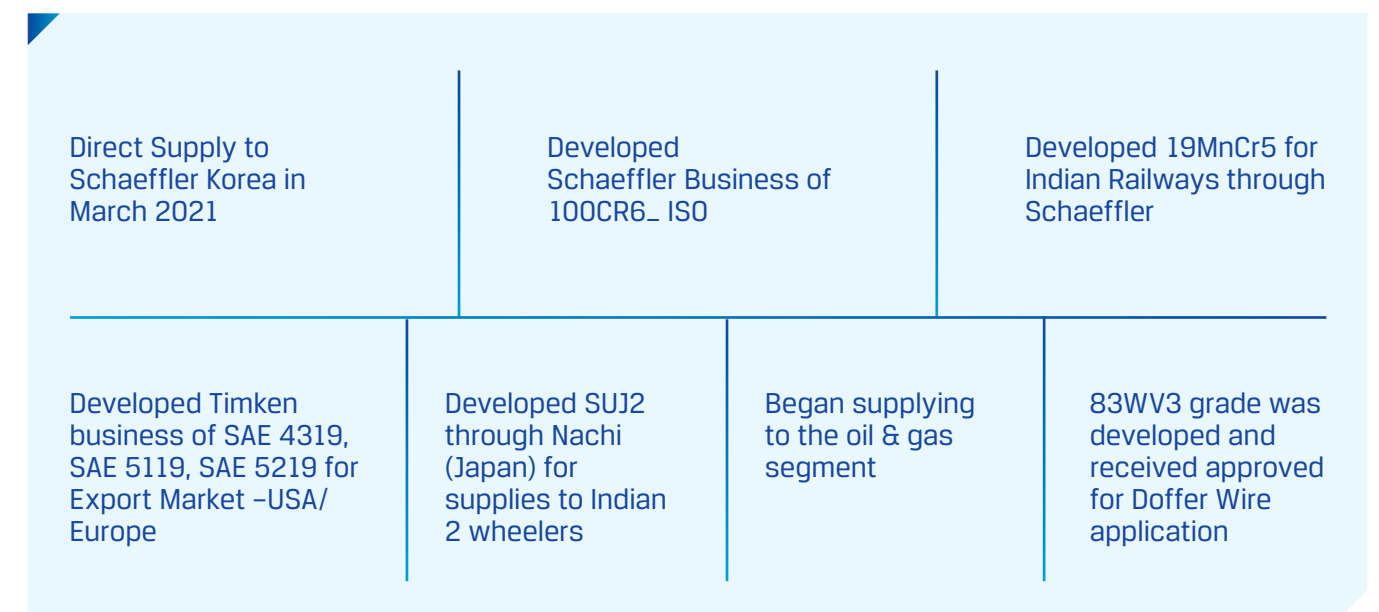 Direct Supply to
Schaeffler Korea in
March 2021
Developed
Schaeffler Business of
100CR6_ ISO
Developed 19MnCr5 for
Indian Railways through
Schaeffler
Developed Timken
business of SAE 4319,
SAE 5119, SAE 5219 for
Export Market –USA/
Europe
Developed SUJ2
through Nachi
(Japan) for
supplies to Indian
2 wheelers
Began supplying
to the oil & gas
segment
83WV3 grade was
developed and
received approved
for Doffer Wire
application